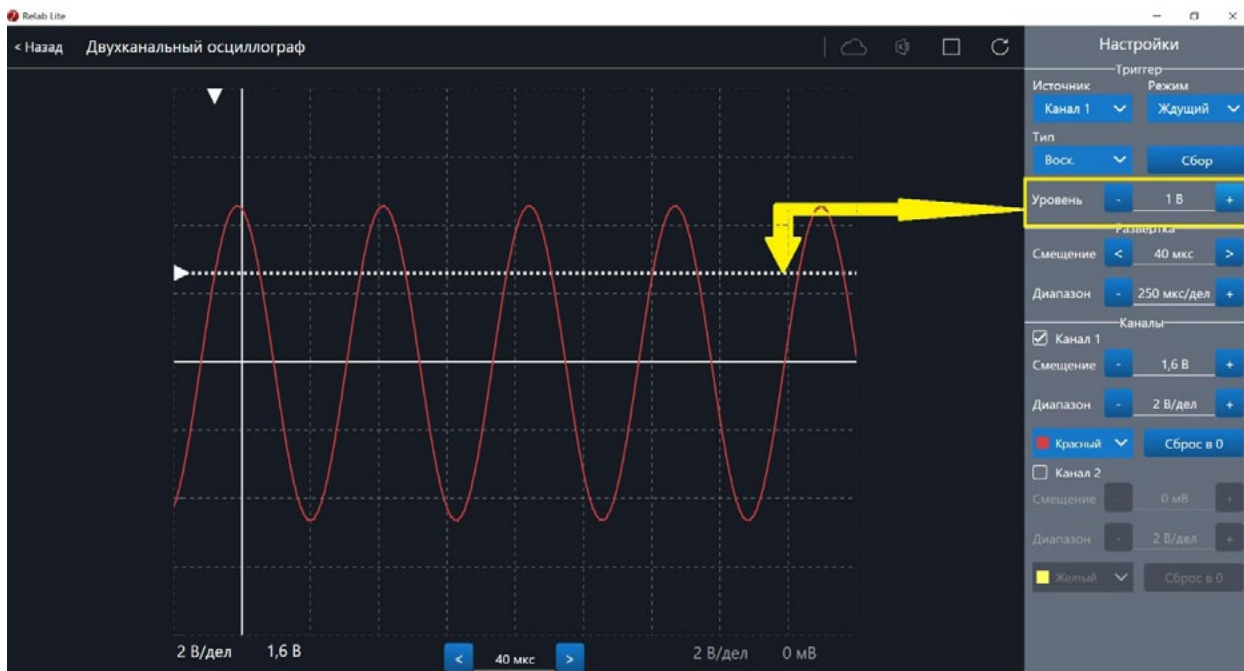 Relab Lite
< Назад Двухканальный осциллограф
Настройки
Триггер
Источник Режим
Канал 1 Ждущий
Тип
Восх. Сбор
Уровень - 1 В +
Развертка
Смещение < 40 мкс >
Диапазон - 250 мкс/дел +
Каналы
Канал 1
Смещение - 1,6 В +
Диапазон - 2 В/дел +
Красный Сброс в 0
Канал 2
Смещение - 0 мВ +
Диапазон - 2 В/дел +
Желтый Сброс в 0
2 В/дел 1,6 В < 40 мкс > 2 В/дел 0 мВ